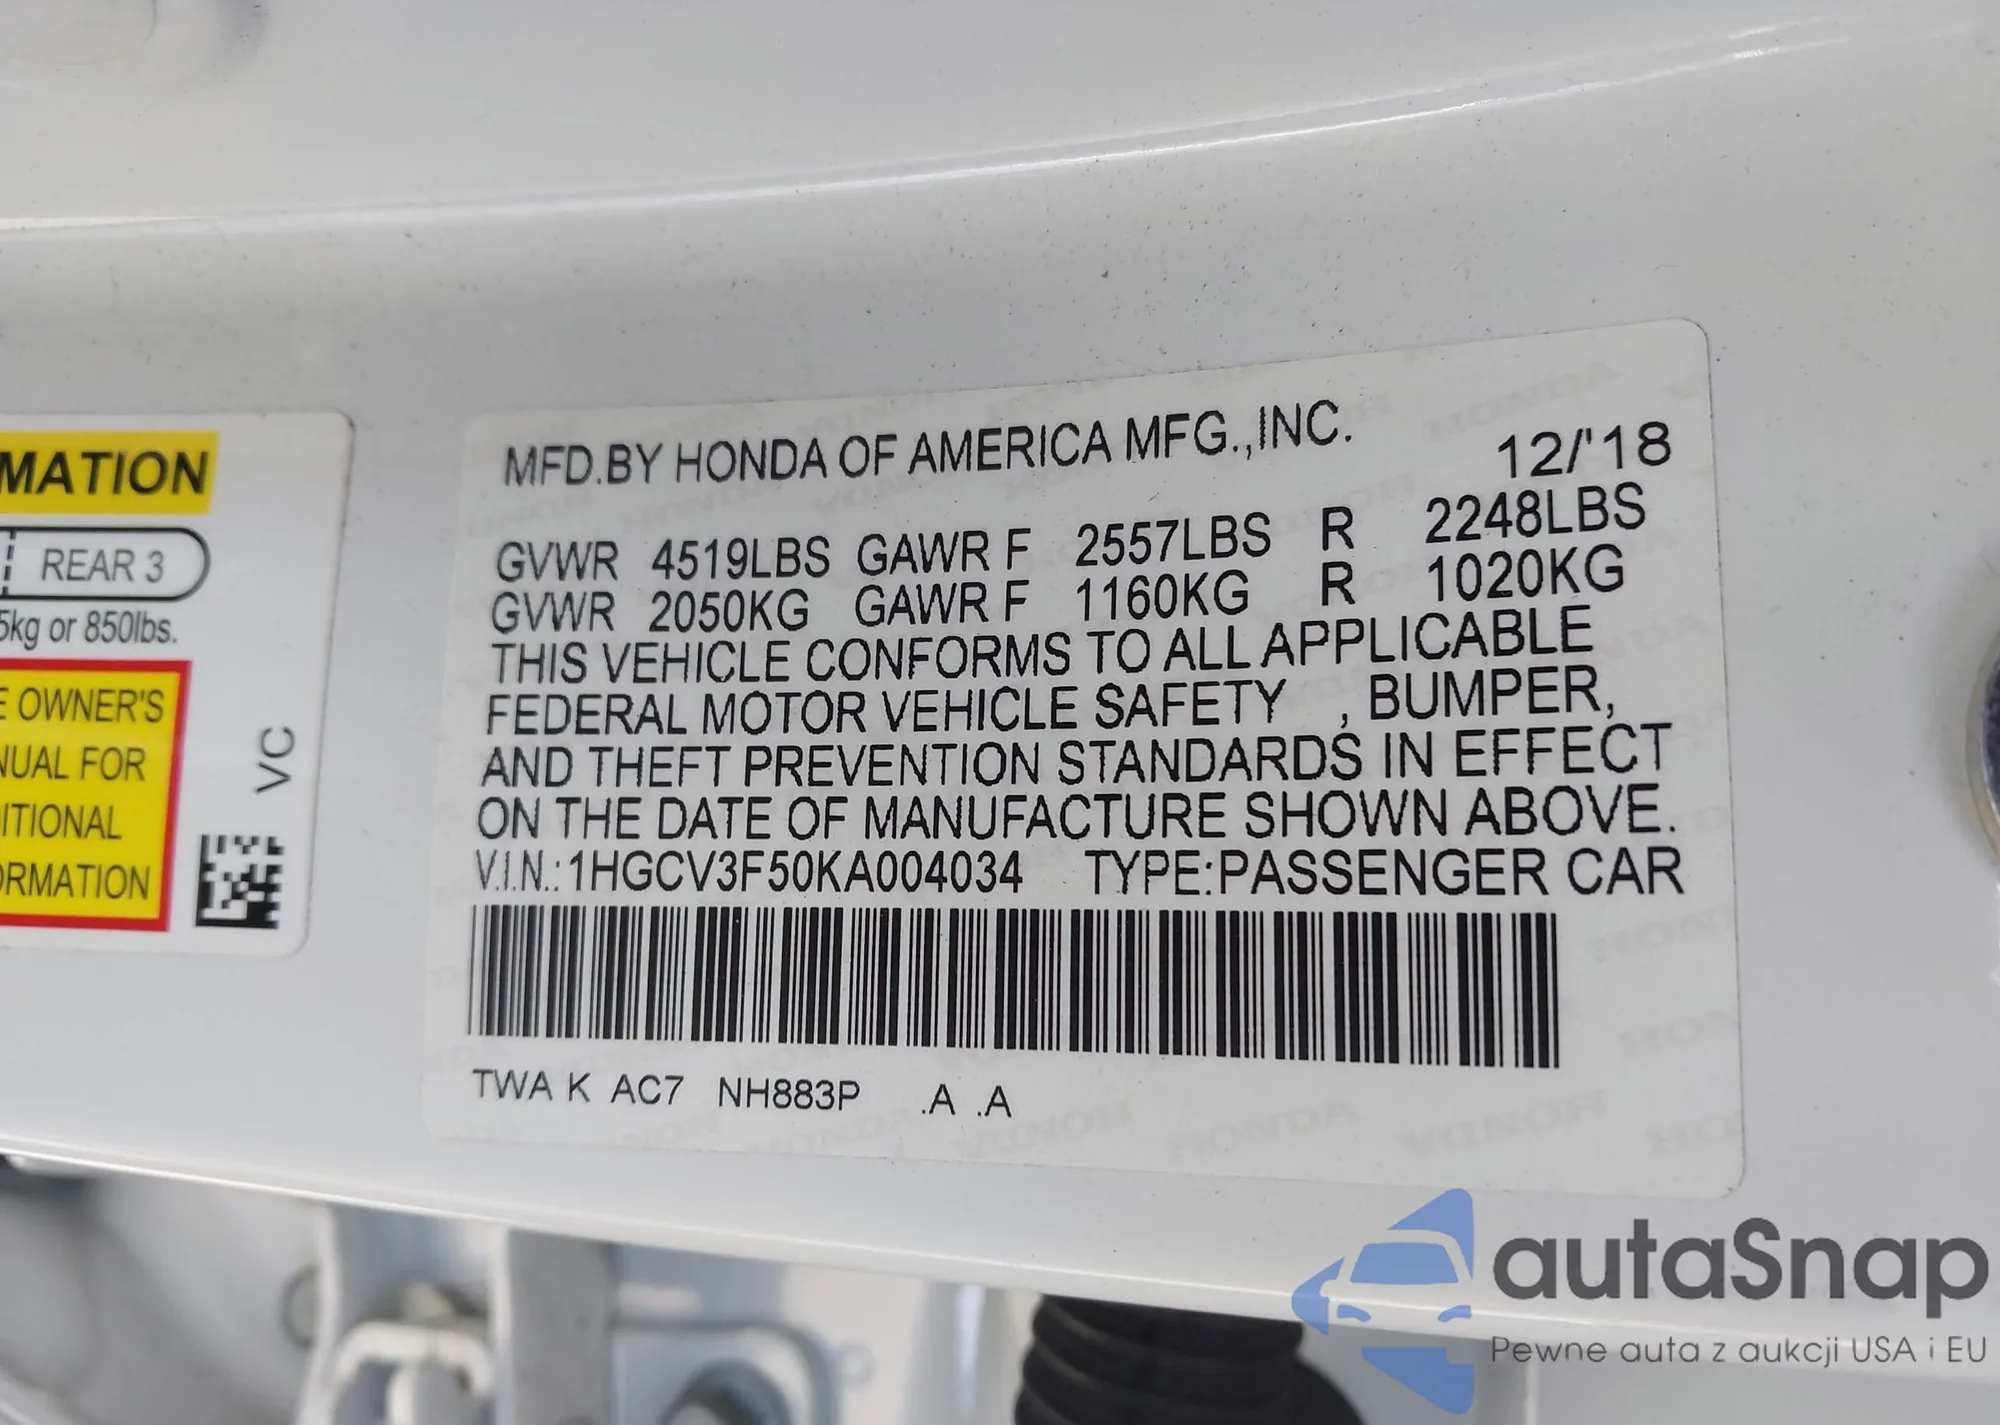 MATION
REAR 3
5kg or 850lbs.
E OWNER'S
NUAL FOR
ITIONAL
ORMATION
VC
MFD.BY HONDA OF AMERICA MFG.,INC. 12/'18
GVWR 4519LBS GAWR F 2557LBS R 2248LBS
GVWR 2050KG GAWR F 1160KG R 1020KG
THIS VEHICLE CONFORMS TO ALL APPLICABLE
FEDERAL MOTOR VEHICLE SAFETY , BUMPER,
AND THEFT PREVENTION STANDARDS IN EFFECT
ON THE DATE OF MANUFACTURE SHOWN ABOVE.
V.I.N.:1HGCV3F50KA004034 TYPE:PASSENGER CAR
TWA K AC7 NH883P .A .A
autaSnap
Pewne auta z aukcji USA i EU